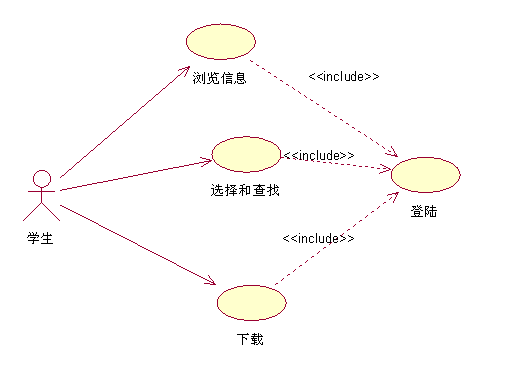 浏览信息
<<include>>
<<include>>
选择和查找
登陆
学生
<<include>>
下载